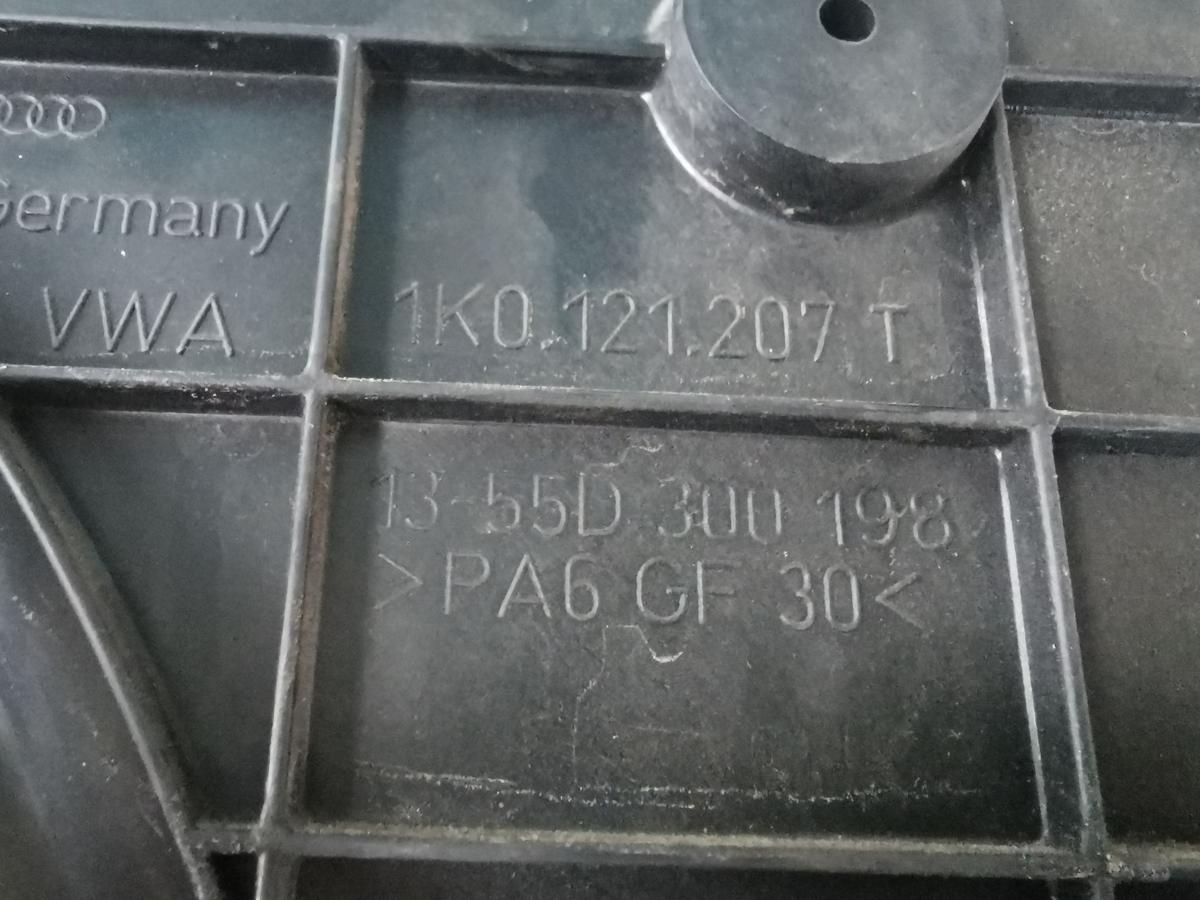 Germany
VWA
1K0.121.207 T
13-55D 300 198
>PA6 GF 30<